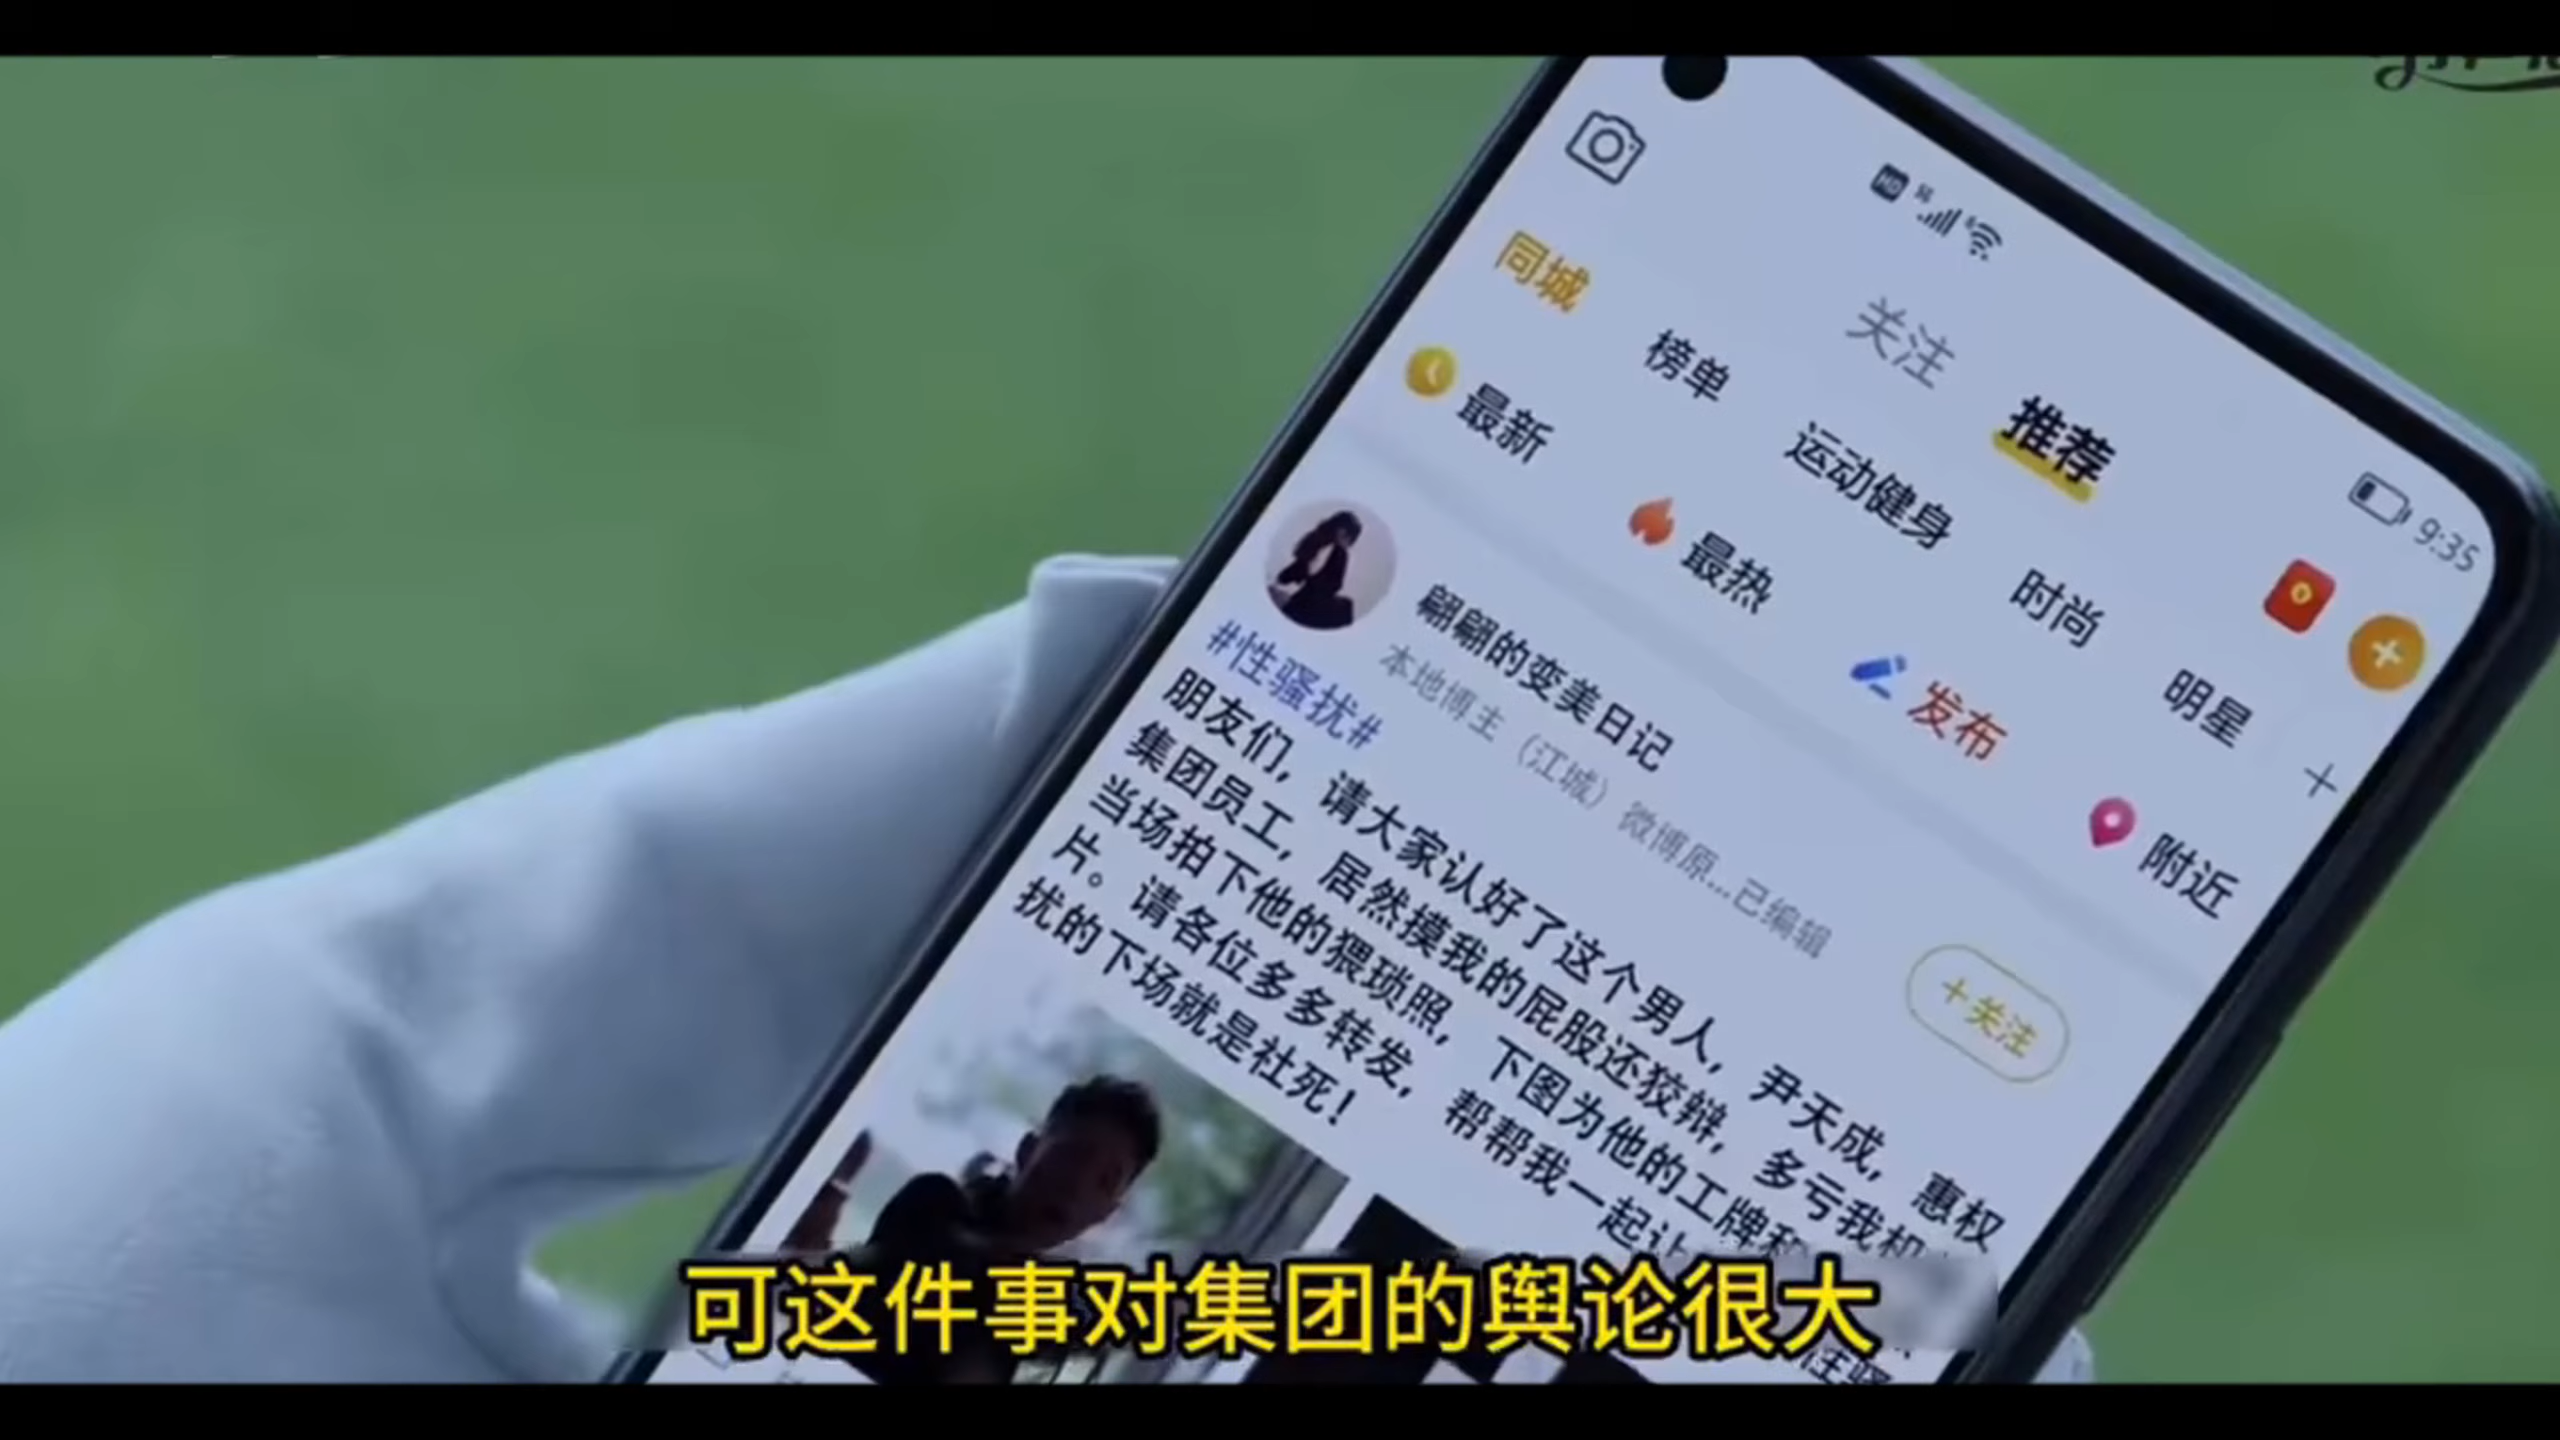 9:35
关注 推荐
同城 榜单 运动健身 时尚 明星
最新 最热 发布 附近
翩翩的变美日记
本地博主（江城）微博原...已编辑
+关注
#性骚扰#
朋友们，请大家认好了这个男人，尹天成，惠权
集团员工，居然摸我的屁股还狡辩，多亏我机
当场拍下他的猥琐照，下图为他的工牌和
片。请各位多多转发，帮帮我一起让
性骚
扰的下场就是社死！
可这件事对集团的舆论很大